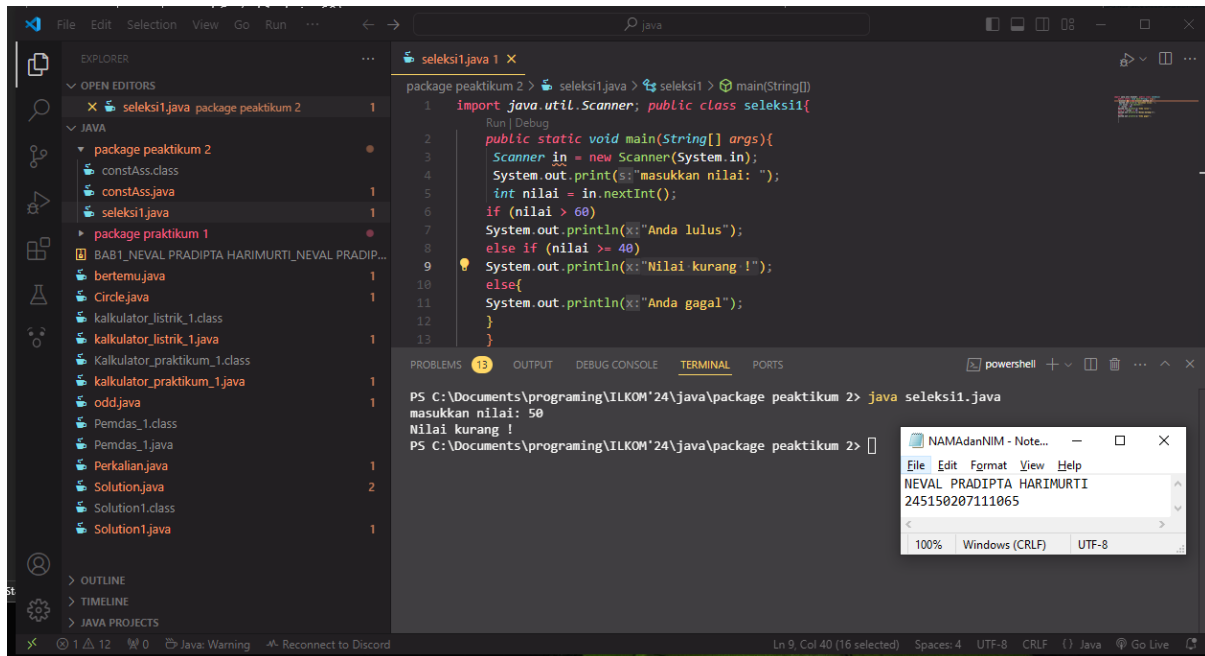 File Edit Selection View Go Run ··· java
EXPLORER ···
OPEN EDITORS
seleksi1.java package peaktikum 2 1
JAVA
package peaktikum 2
constAss.class
constAss.java 1
seleksi1.java 1
package praktikum 1
BAB1_NEVAL PRADIPTA HARIMURTI_NEVAL PRADIP...
bertemu.java 1
Circle.java 1
kalkulator_listrik_1.class
kalkulator_listrik_1.java 1
Kalkulator_praktikum_1.class
kalkulator_praktikum_1.java 1
odd.java 1
Pemdas_1.class
Pemdas_1.java
Perkalian.java 1
Solution.java 2
Solution1.class
Solution1.java 1
OUTLINE
TIMELINE
JAVA PROJECTS
seleksi1.java 1
package peaktikum 2 > seleksi1.java > seleksi1 > main(String[])
1 import java.util.Scanner; public class seleksi1{
Run | Debug
2 public static void main(String[] args){
3 Scanner in = new Scanner(System.in);
4 System.out.print(s:"masukkan nilai: ");
5 int nilai = in.nextInt();
6 if (nilai > 60)
7 System.out.println(x:"Anda lulus");
8 else if (nilai >= 40)
9 System.out.println(x:"Nilai·kurang·!");
10 else{
11 System.out.println(x:"Anda gagal");
12 }
13 }
PROBLEMS 13 OUTPUT DEBUG CONSOLE TERMINAL PORTS powershell
PS C:\Documents\programing\ILKOM'24\java\package peaktikum 2> java seleksi1.java
masukkan nilai: 50
Nilai kurang !
PS C:\Documents\programing\ILKOM'24\java\package peaktikum 2>
NAMAdanNIM - Note...
File Edit Format View Help
NEVAL PRADIPTA HARIMURTI
245150207111065
100% Windows (CRLF) UTF-8
1 12 0 Java: Warning Reconnect to Discord Ln 9, Col 40 (16 selected) Spaces: 4 UTF-8 CRLF {} Java Go Live